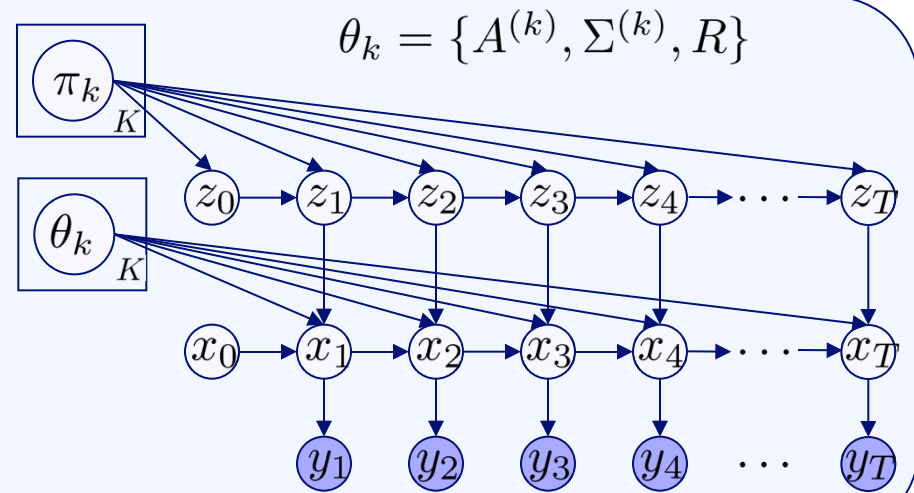 θ_k = {A^(k), Σ^(k), R}
π_k
K
z_0 z_1 z_2 z_3 z_4 ··· z_T
θ_k
K
x_0 x_1 x_2 x_3 x_4 ··· x_T
y_1 y_2 y_3 y_4 ··· y_T